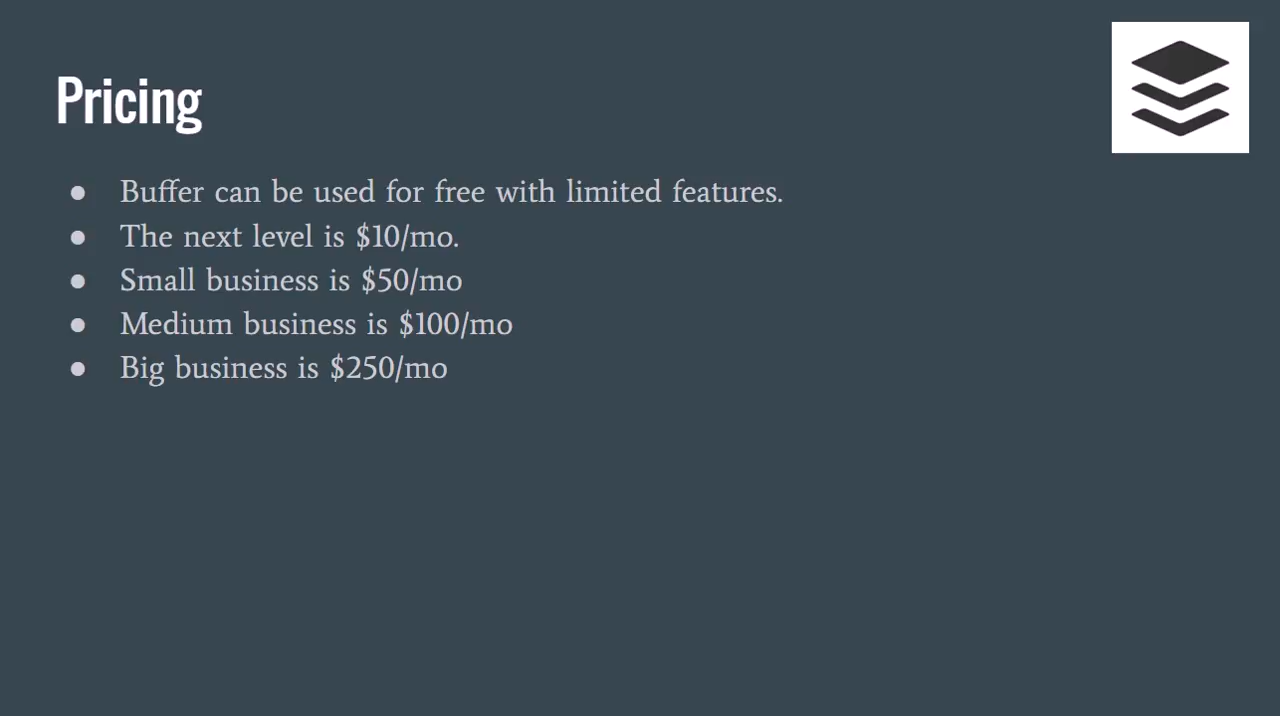 Pricing
● Buffer can be used for free with limited features.
● The next level is $10/mo.
● Small business is $50/mo
● Medium business is $100/mo
● Big business is $250/mo